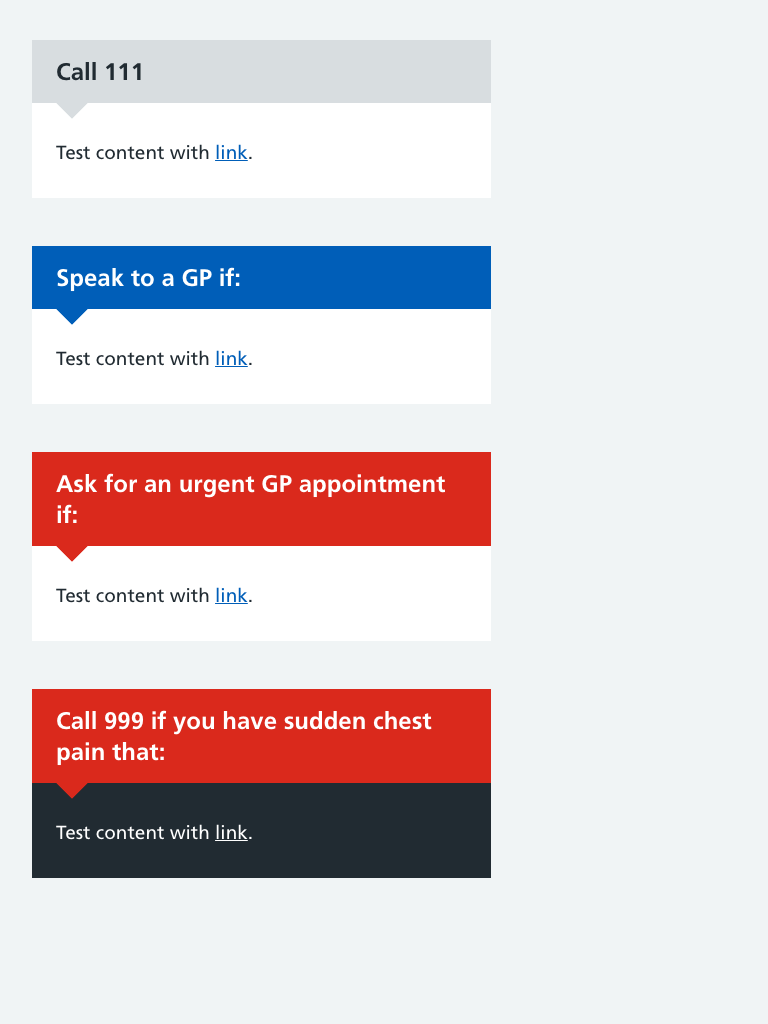 Call 111
Test content with link.
Speak to a GP if:
Test content with link.
Ask for an urgent GP appointment
if:
Test content with link.
Call 999 if you have sudden chest
pain that:
Test content with link.